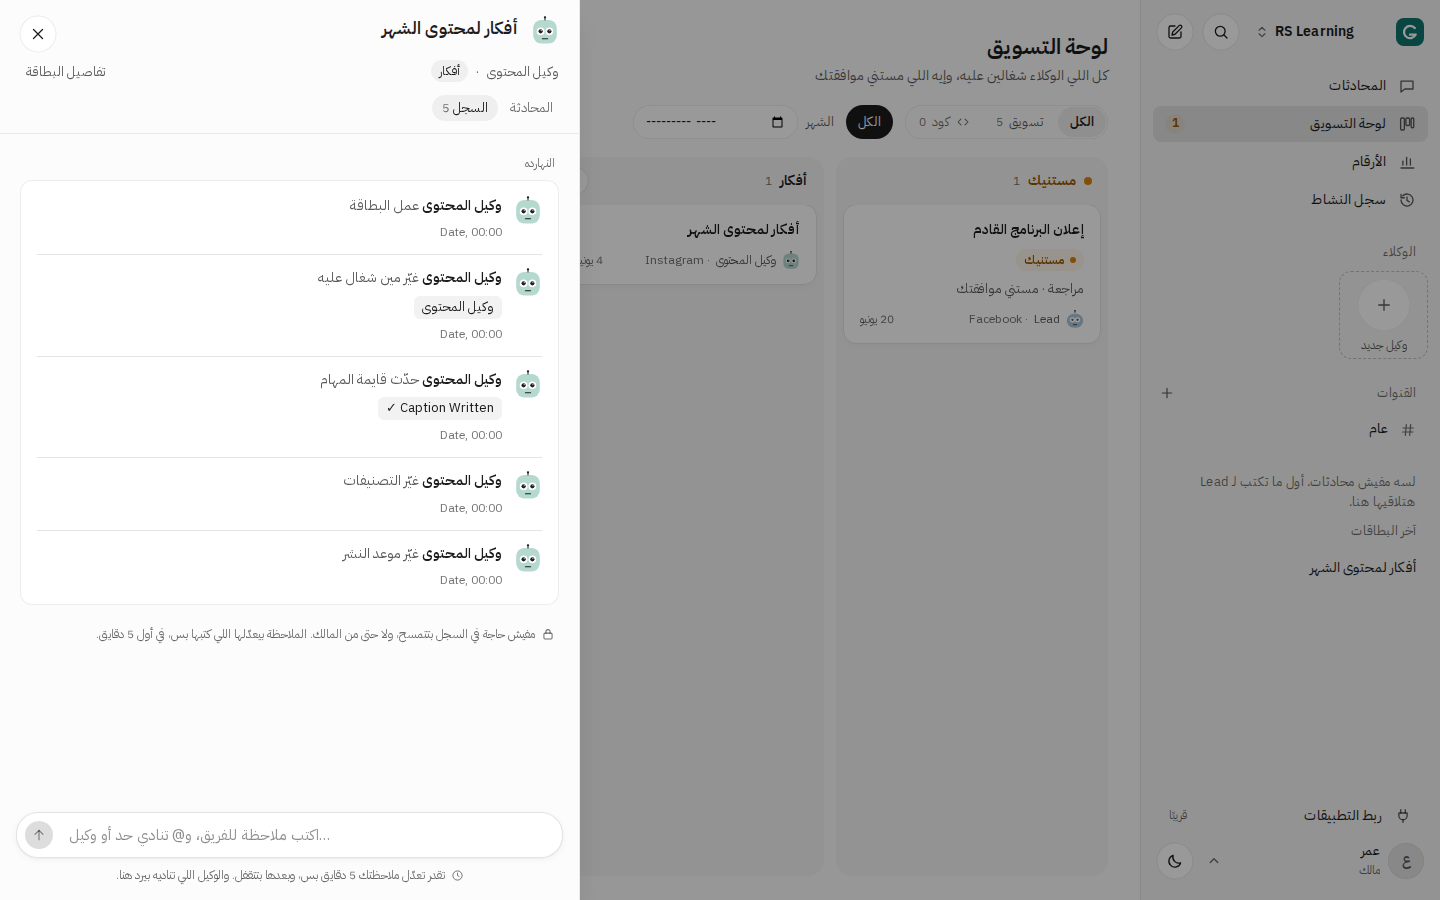 RS Learning
المحادثات
لوحة التسويق
1
الأرقام
سجل النشاط
الوكلاء
وكيل جديد
القنوات
عام
لسه مفيش محادثات. أول ما تكتب لـ Lead
هتلاقيها هنا.
آخر البطاقات
أفكار لمحتوى الشهر
ربط التطبيقات
قريبًا
ع
عمر
مالك
لوحة التسويق
كل اللي الوكلاء شغالين عليه، وإيه اللي مستني موافقتك
الكل
تسويق 5
كود 0
الكل
الشهر
--------- ----
مستنيك 1
إعلان البرنامج القادم
مستنيك
مراجعة · مستني موافقتك
Lead · Facebook
20 يونيو
أفكار 1
أفكار لمحتوى الشهر
وكيل المحتوى · Instagram
4 يونيو
أفكار لمحتوى الشهر
وكيل المحتوى · أفكار
تفاصيل البطاقة
المحادثة
السجل 5
النهارده
وكيل المحتوى عمل البطاقة
Date, 00:00
وكيل المحتوى غيّر مين شغال عليه
وكيل المحتوى
Date, 00:00
وكيل المحتوى حدّث قايمة المهام
✓ Caption Written
Date, 00:00
وكيل المحتوى غيّر التصنيفات
Date, 00:00
وكيل المحتوى غيّر موعد النشر
Date, 00:00
مفيش حاجة في السجل بتتمسح، ولا حتى من المالك. الملاحظة بيعدّلها اللي كتبها بس، في أول 5 دقايق.
اكتب ملاحظة للفريق، و@ تنادي حد أو وكيل...
تقدر تعدّل ملاحظتك 5 دقايق بس، وبعدها بتتقفل. والوكيل اللي تناديه بيرد هنا.